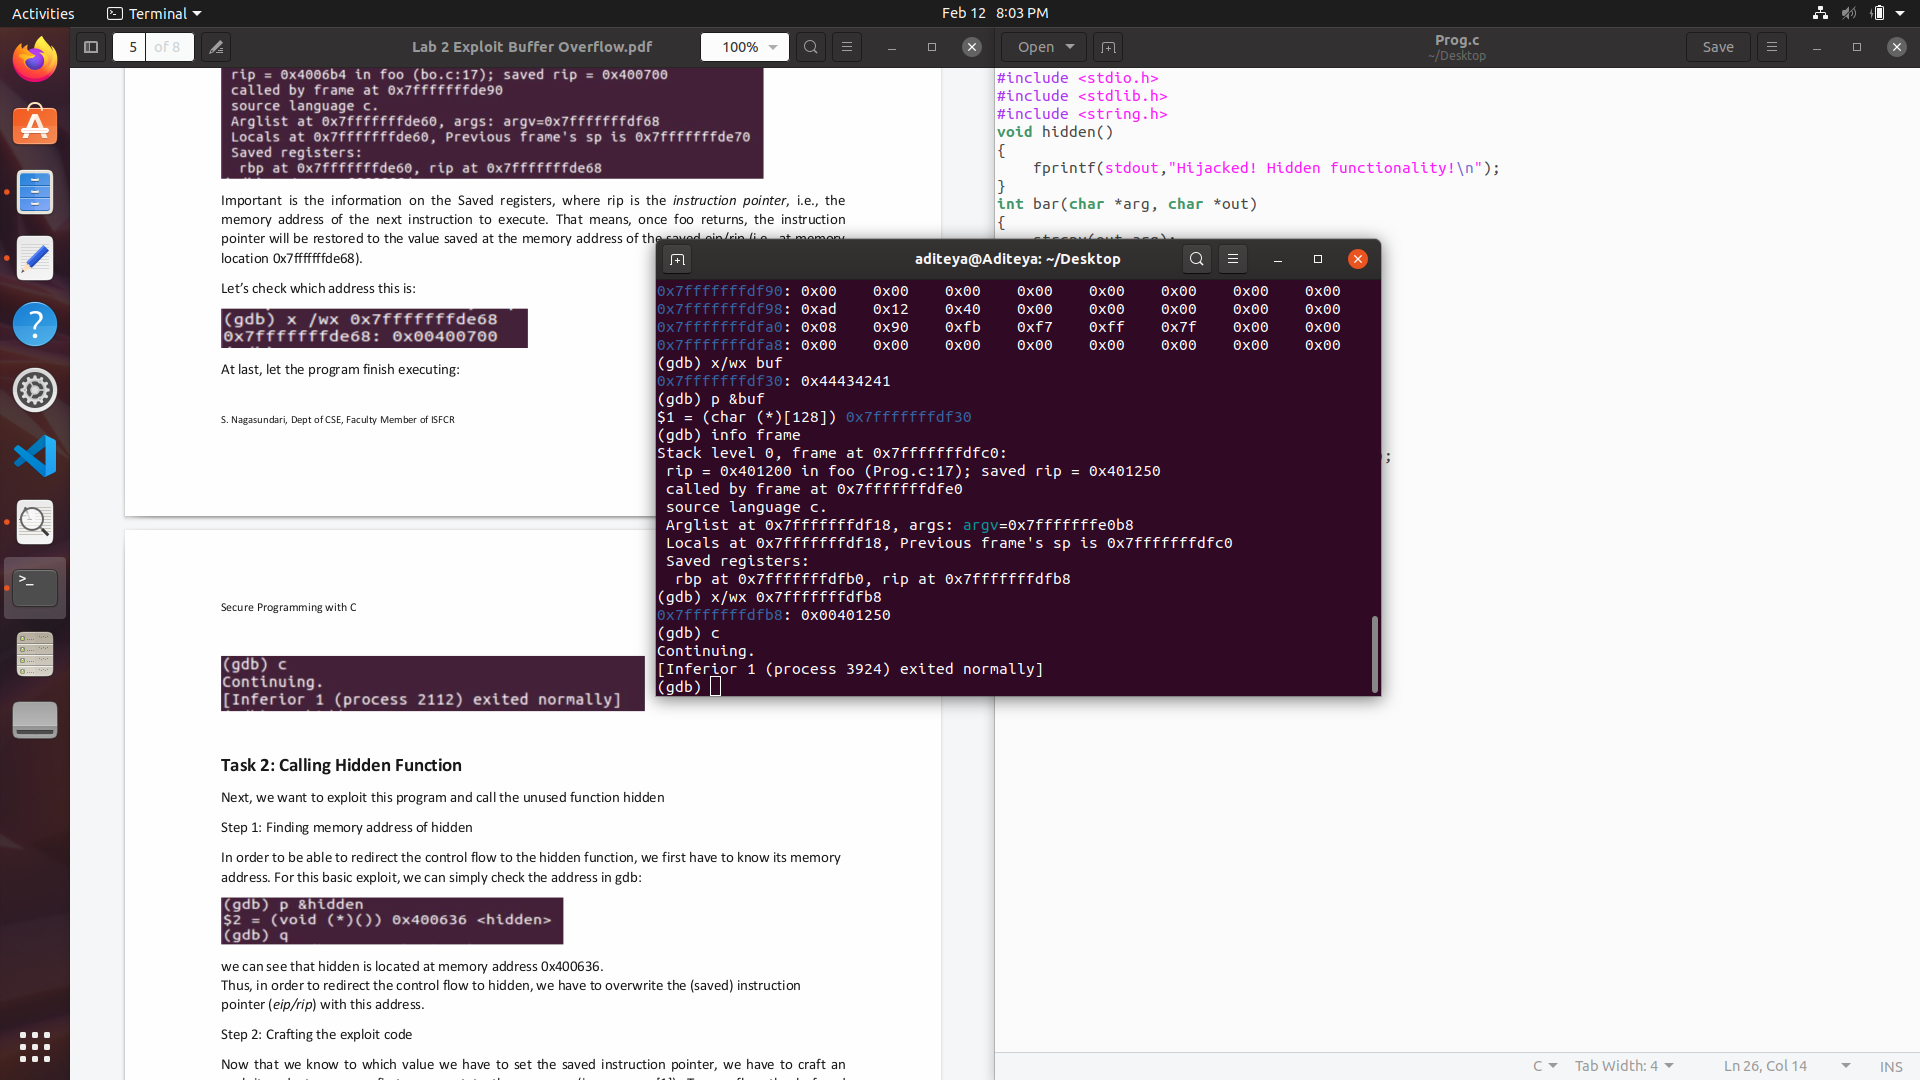 Activities
Terminal
Feb 12 8:03 PM
5 of 8
Lab 2 Exploit Buffer Overflow.pdf
100%
rip = 0x4006b4 in foo (bo.c:17); saved rip = 0x400700
called by frame at 0x7fffffffde90
source language c.
Arglist at 0x7fffffffde60, args: argv=0x7fffffffdf68
Locals at 0x7fffffffde60, Previous frame's sp is 0x7fffffffde70
Saved registers:
rbp at 0x7fffffffde60, rip at 0x7fffffffde68
Important is the information on the Saved registers, where rip is the instruction pointer, i.e., the
memory address of the next instruction to execute. That means, once foo returns, the instruction
pointer will be restored to the value saved at the memory address of the saved eip/rip (i.e., at memory
location 0x7fffffffde68).
Let's check which address this is:
(gdb) x /wx 0x7fffffffde68
0x7fffffffde68: 0x00400700
At last, let the program finish executing:
S. Nagasundari, Dept of CSE, Faculty Member of ISFCR
Secure Programming with C
(gdb) c
Continuing.
[Inferior 1 (process 2112) exited normally]
Task 2: Calling Hidden Function
Next, we want to exploit this program and call the unused function hidden
Step 1: Finding memory address of hidden
In order to be able to redirect the control flow to the hidden function, we first have to know its memory
address. For this basic exploit, we can simply check the address in gdb:
(gdb) p &hidden
$2 = (void (*)()) 0x400636 <hidden>
(gdb) q
we can see that hidden is located at memory address 0x400636.
Thus, in order to redirect the control flow to hidden, we have to overwrite the (saved) instruction
pointer (eip/rip) with this address.
Step 2: Crafting the exploit code
Now that we know to which value we have to set the saved instruction pointer, we have to craft an
aditeya@Aditeya: ~/Desktop
0x7fffffffdf90: 0x00 0x00 0x00 0x00 0x00 0x00 0x00 0x00
0x7fffffffdf98: 0xad 0x12 0x40 0x00 0x00 0x00 0x00 0x00
0x7fffffffdfa0: 0x08 0x90 0xfb 0xf7 0xff 0x7f 0x00 0x00
0x7fffffffdfa8: 0x00 0x00 0x00 0x00 0x00 0x00 0x00 0x00
(gdb) x/wx buf
0x7fffffffdf30: 0x44434241
(gdb) p &buf
$1 = (char (*)[128]) 0x7fffffffdf30
(gdb) info frame
Stack level 0, frame at 0x7fffffffdfc0:
rip = 0x401200 in foo (Prog.c:17); saved rip = 0x401250
called by frame at 0x7fffffffdfe0
source language c.
Arglist at 0x7fffffffdf18, args: argv=0x7fffffffe0b8
Locals at 0x7fffffffdf18, Previous frame's sp is 0x7fffffffdfc0
Saved registers:
rbp at 0x7fffffffdfb0, rip at 0x7fffffffdfb8
(gdb) x/wx 0x7fffffffdfb8
0x7fffffffdfb8: 0x00401250
(gdb) c
Continuing.
[Inferior 1 (process 3924) exited normally]
(gdb)
Open
Prog.c
~/Desktop
Save
#include <stdio.h>
#include <stdlib.h>
#include <string.h>
void hidden()
{
fprintf(stdout,"Hijacked! Hidden functionality!\n");
}
int bar(char *arg, char *out)
{
;
C
Tab Width: 4
Ln 26, Col 14
INS